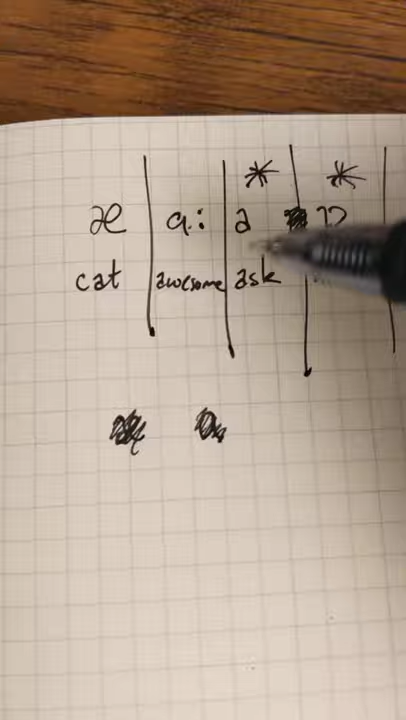 * *
æ ɑ: a ɒ
cat awesome ask